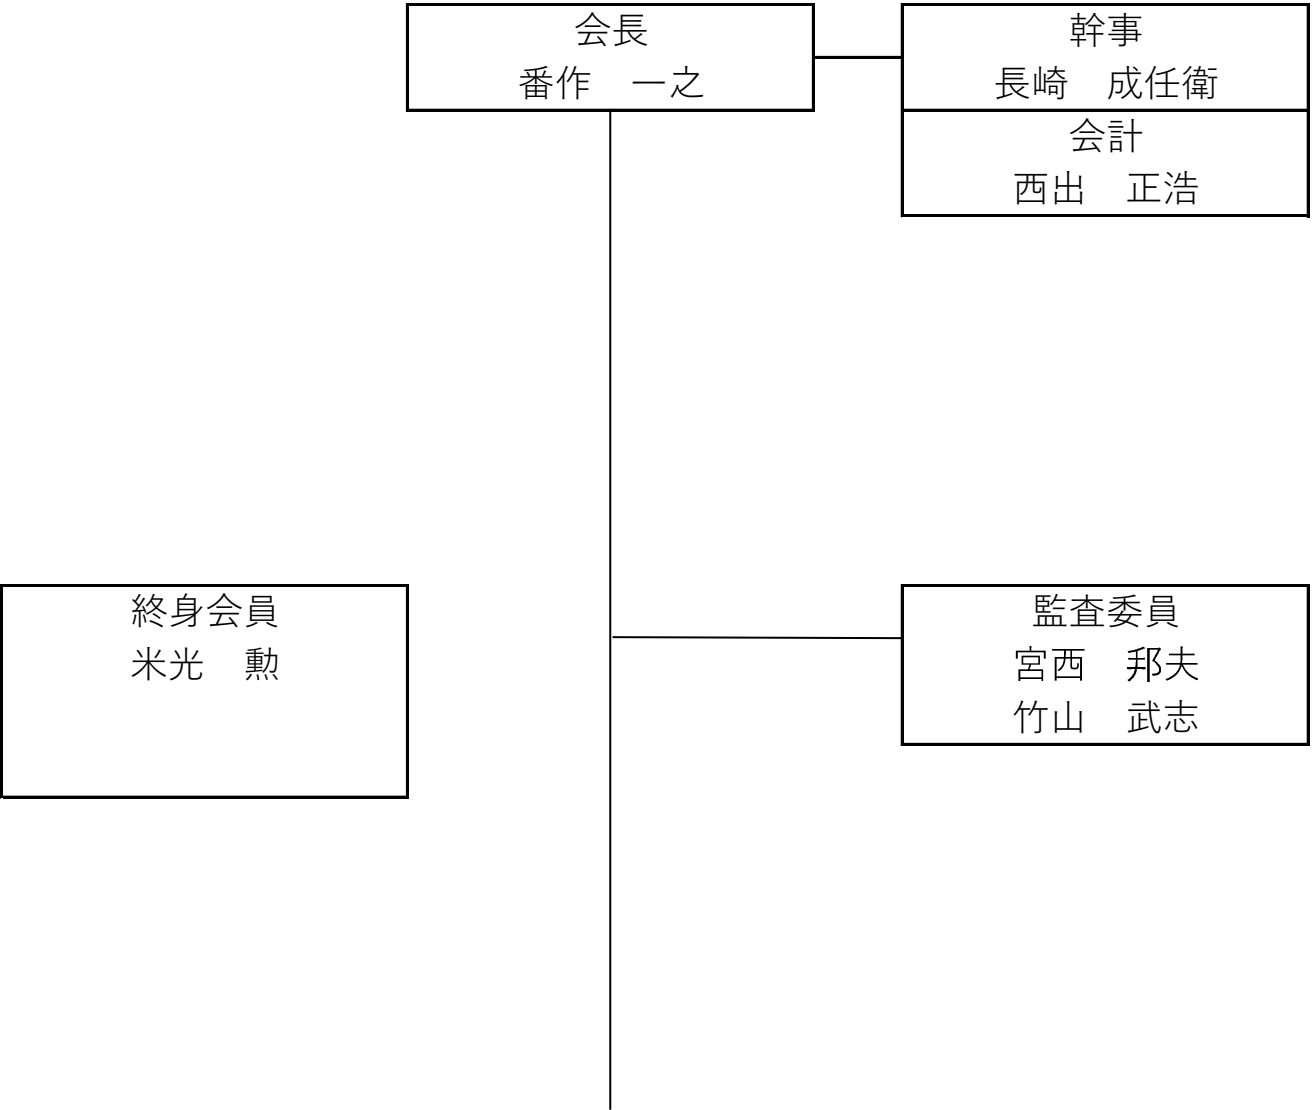 会長
番作　一之
幹事
長崎　成任衛
会計
西出　正浩
終身会員
米光　勲
監査委員
宮西　邦夫
竹山　武志